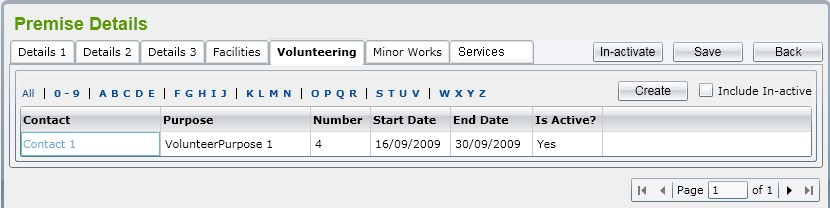 Premise Details
Details 1 Details 2 Details 3 Facilities Volunteering Minor Works Services In-activate Save Back
All | 0 - 9 | A B C D E | F G H I J | K L M N | O P Q R | S T U V | W X Y Z Create Include In-active
Contact Purpose Number Start Date End Date Is Active?
Contact 1 VolunteerPurpose 1 4 16/09/2009 30/09/2009 Yes
Page 1 of 1